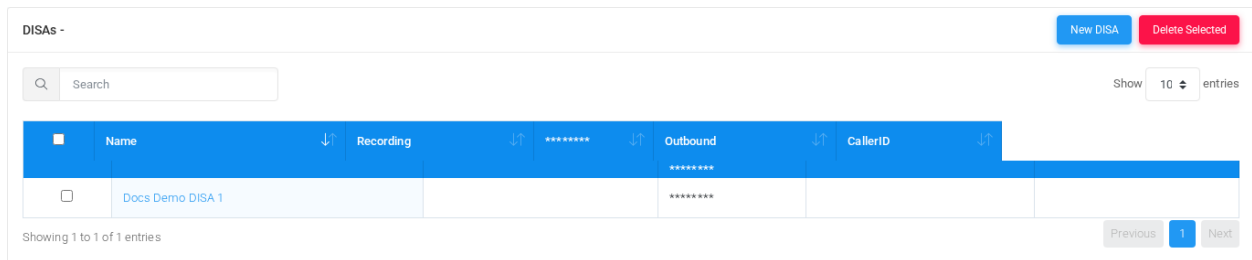 DISAs -
New DISA Delete Selected
Search
Show 10 entries
Name Recording ******** Outbound CallerID
********
Docs Demo DISA 1 ********
Showing 1 to 1 of 1 entries
Previous 1 Next